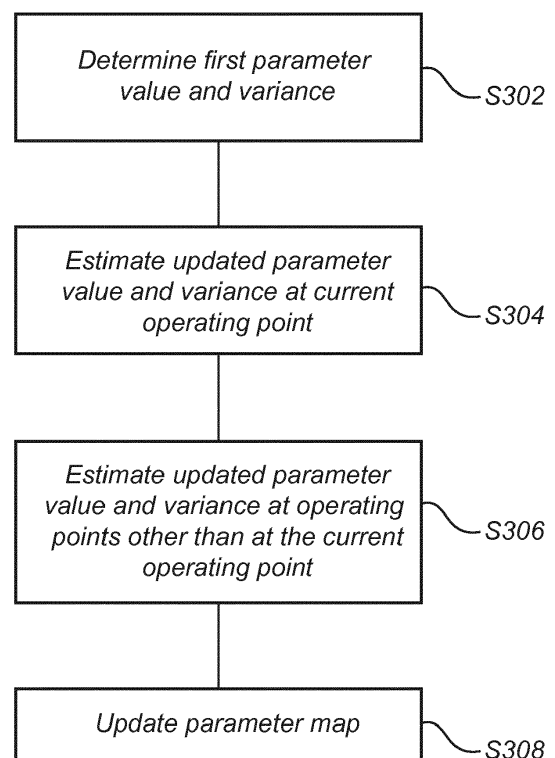 Determine first parameter
value and variance
S302
Estimate updated parameter
value and variance at current
operating point
S304
Estimate updated parameter
value and variance at operating
points other than at the current
operating point
S306
Update parameter map
S308